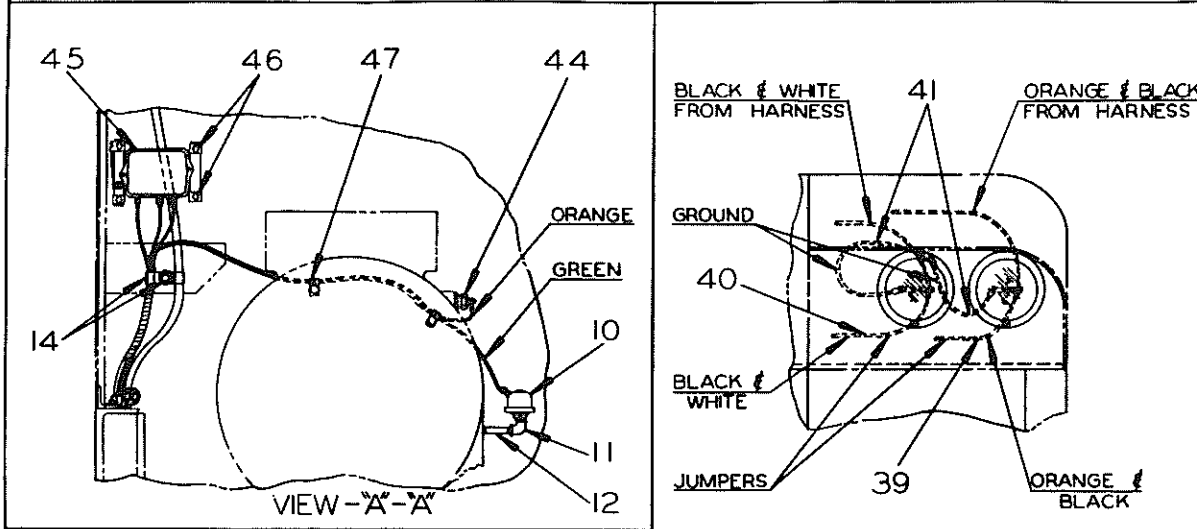 45
46
47
44
ORANGE
GREEN
10
14
11
12
VIEW-"A"-"A"
BLACK & WHITE
FROM HARNESS
41
ORANGE & BLACK
FROM HARNESS
GROUND
40
BLACK &
WHITE
JUMPERS
39
ORANGE &
BLACK